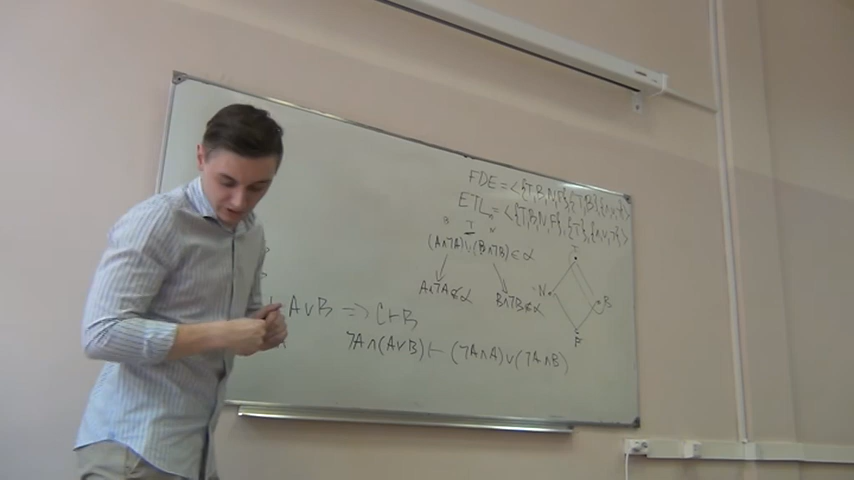 FDE = <{T,B,N,F},{T,B},{∧,∨,¬}>
ETL = <{T,B,N,F},{T},{∧,∨,¬}>
B T N
(A∧¬A)∨(B∧¬B)∈α
A∧¬A∉α B∧¬B∉α
T
N B
F
A∨B => C⊢B
¬A∧(A∨B)⊢(¬A∧A)∨(¬A∧B)